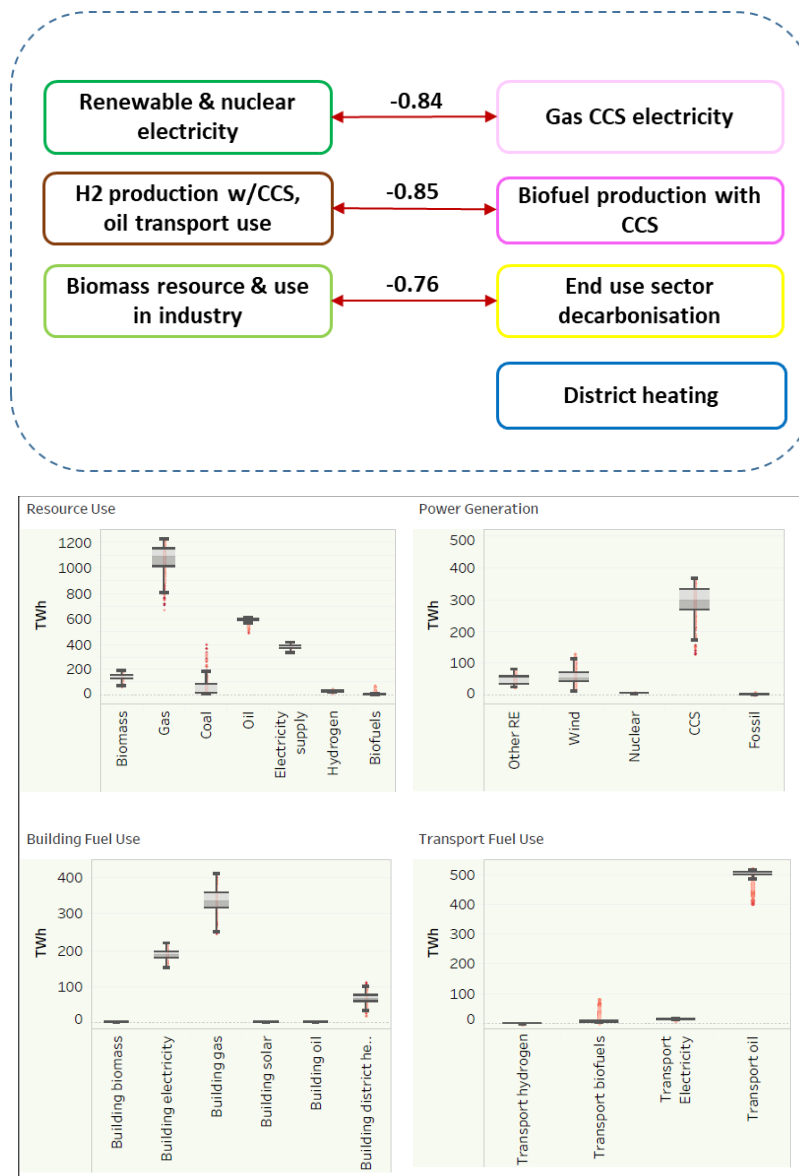 Renewable & nuclear
electricity
-0.84
Gas CCS electricity
H2 production w/CCS,
oil transport use
-0.85
Biofuel production with
CCS
Biomass resource & use
in industry
-0.76
End use sector
decarbonisation
District heating
Resource Use
TWh
1200
1000
800
600
400
200
0
Biomass
Gas
Coal
Oil
Electricity
supply
Hydrogen
Biofuels
Power Generation
TWh
500
400
300
200
100
0
Other RE
Wind
Nuclear
CCS
Fossil
Building Fuel Use
TWh
400
300
200
100
0
Building biomass
Building electricity
Building gas
Building solar
Building oil
Building district he..
Transport Fuel Use
TWh
500
400
300
200
100
0
Transport hydrogen
Transport biofuels
Transport
Electricity
Transport oil